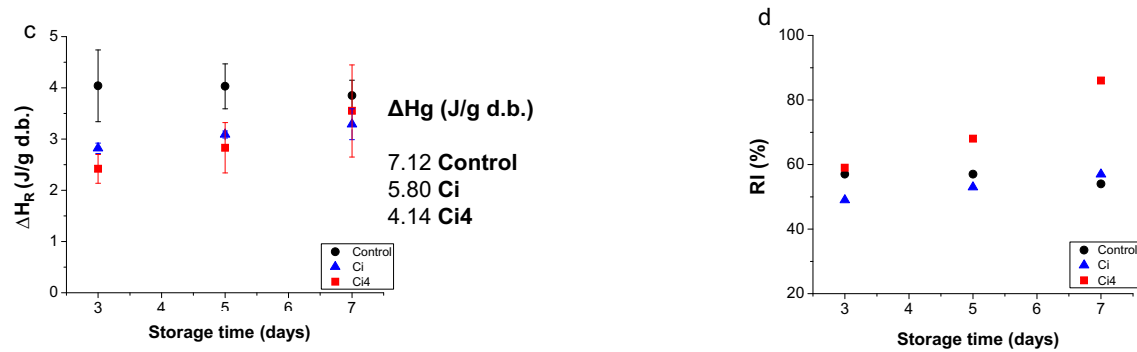 c
5
4
3
2
1
0
ΔH_R (J/g d.b.)
3 4 5 6 7
Storage time (days)
Control
Ci
Ci4
ΔHg (J/g d.b.)
7.12 Control
5.80 Ci
4.14 Ci4
d
100
80
60
40
20
RI (%)
3 4 5 6 7
Storage time (days)
Control
Ci
Ci4